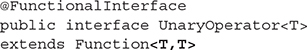 @FunctionalInterface
public interface UnaryOperator<T>
extends Function<T,T>